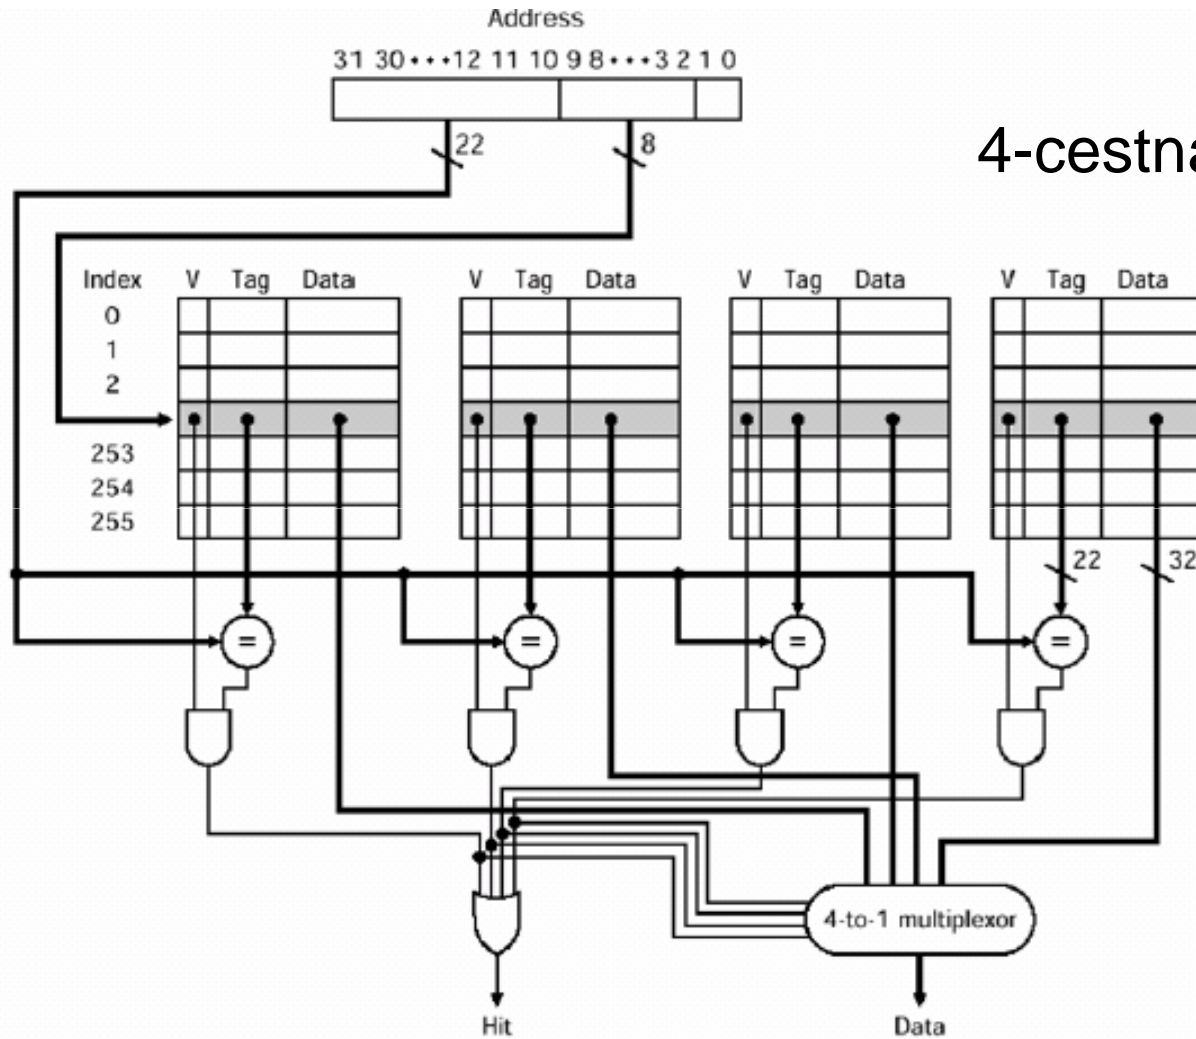 Address
31 30···12 11 10 9 8···3 2 1 0
22 8
4-cestna
Index V Tag Data V Tag Data V Tag Data V Tag Data
0
1
2
253
254
255
22 32
= = = =
4-to-1 multiplexor
Hit Data